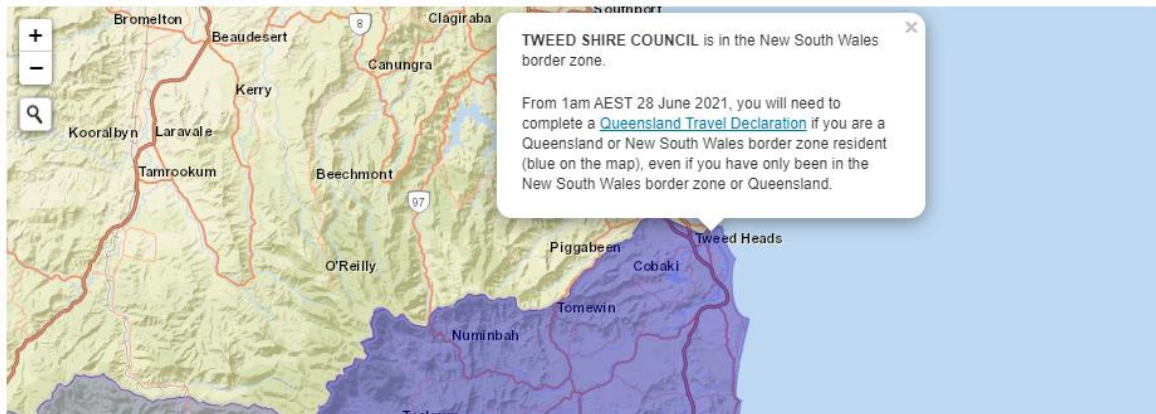 Southport
Bromelton
Clagiraba
8
Beaudesert
Canungra
Kerry
Kooralbyn
Laravale
Tamrookum
Beechmont
97
O'Reilly
Piggabeen
Tweed Heads
Cobaki
Tomewin
Numinbah
+
−
×
TWEED SHIRE COUNCIL is in the New South Wales
border zone.
From 1am AEST 28 June 2021, you will need to
complete a Queensland Travel Declaration if you are a
Queensland or New South Wales border zone resident
(blue on the map), even if you have only been in the
New South Wales border zone or Queensland.